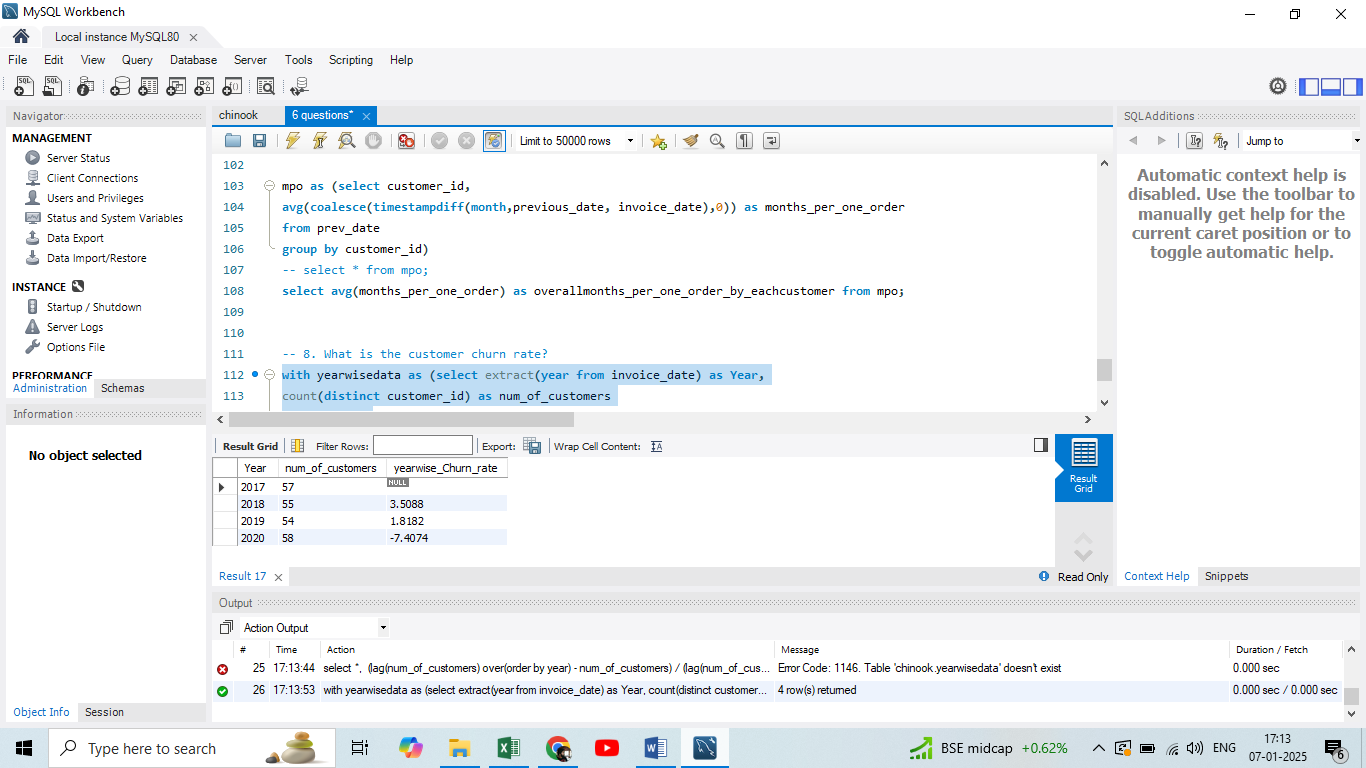 MySQL Workbench
Local instance MySQL80
File Edit View Query Database Server Tools Scripting Help
Navigator
MANAGEMENT
Server Status
Client Connections
Users and Privileges
Status and System Variables
Data Export
Data Import/Restore
INSTANCE
Startup / Shutdown
Server Logs
Options File
PERFORMANCE
Administration Schemas
Information
No object selected
Object Info Session
chinook 6 questions*
Limit to 50000 rows
102
103 mpo as (select customer_id,
104 avg(coalesce(timestampdiff(month,previous_date, invoice_date),0)) as months_per_one_order
105 from prev_date
106 group by customer_id)
107 -- select * from mpo;
108 select avg(months_per_one_order) as overallmonths_per_one_order_by_eachcustomer from mpo;
109
110
111 -- 8. What is the customer churn rate?
112 with yearwisedata as (select extract(year from invoice_date) as Year,
113 count(distinct customer_id) as num_of_customers
Result Grid Filter Rows: Export: Wrap Cell Content:
Year num_of_customers yearwise_Churn_rate
2017 57 NULL
2018 55 3.5088
2019 54 1.8182
2020 58 -7.4074
Result Grid
Result 17 Read Only
SQLAdditions
Jump to
Automatic context help is
disabled. Use the toolbar to
manually get help for the
current caret position or to
toggle automatic help.
Context Help Snippets
Output
Action Output
# Time Action Message Duration / Fetch
25 17:13:44 select *, (lag(num_of_customers) over(order by year) - num_of_customers) / (lag(num_of_cus... Error Code: 1146. Table 'chinook.yearwisedata' doesn't exist 0.000 sec
26 17:13:53 with yearwisedata as (select extract(year from invoice_date) as Year, count(distinct customer... 4 row(s) returned 0.000 sec / 0.000 sec
Type here to search
BSE midcap +0.62%
ENG
17:13
07-01-2025
6